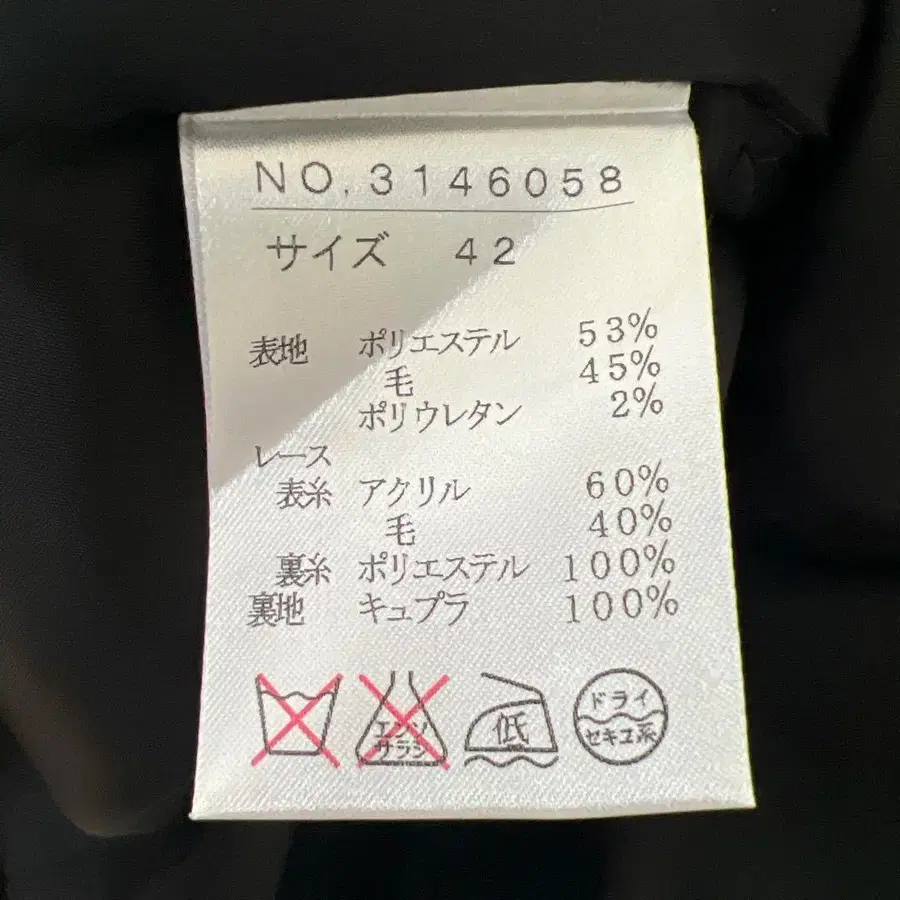 NO.3146058
サイズ 42
表地 ポリエステル 53%
毛 45%
ポリウレタン 2%
レース
表糸 アクリル 60%
毛 40%
裏糸 ポリエステル 100%
裏地 キュプラ 100%
エンソ
サラシ
低
ドライ
セキユ系